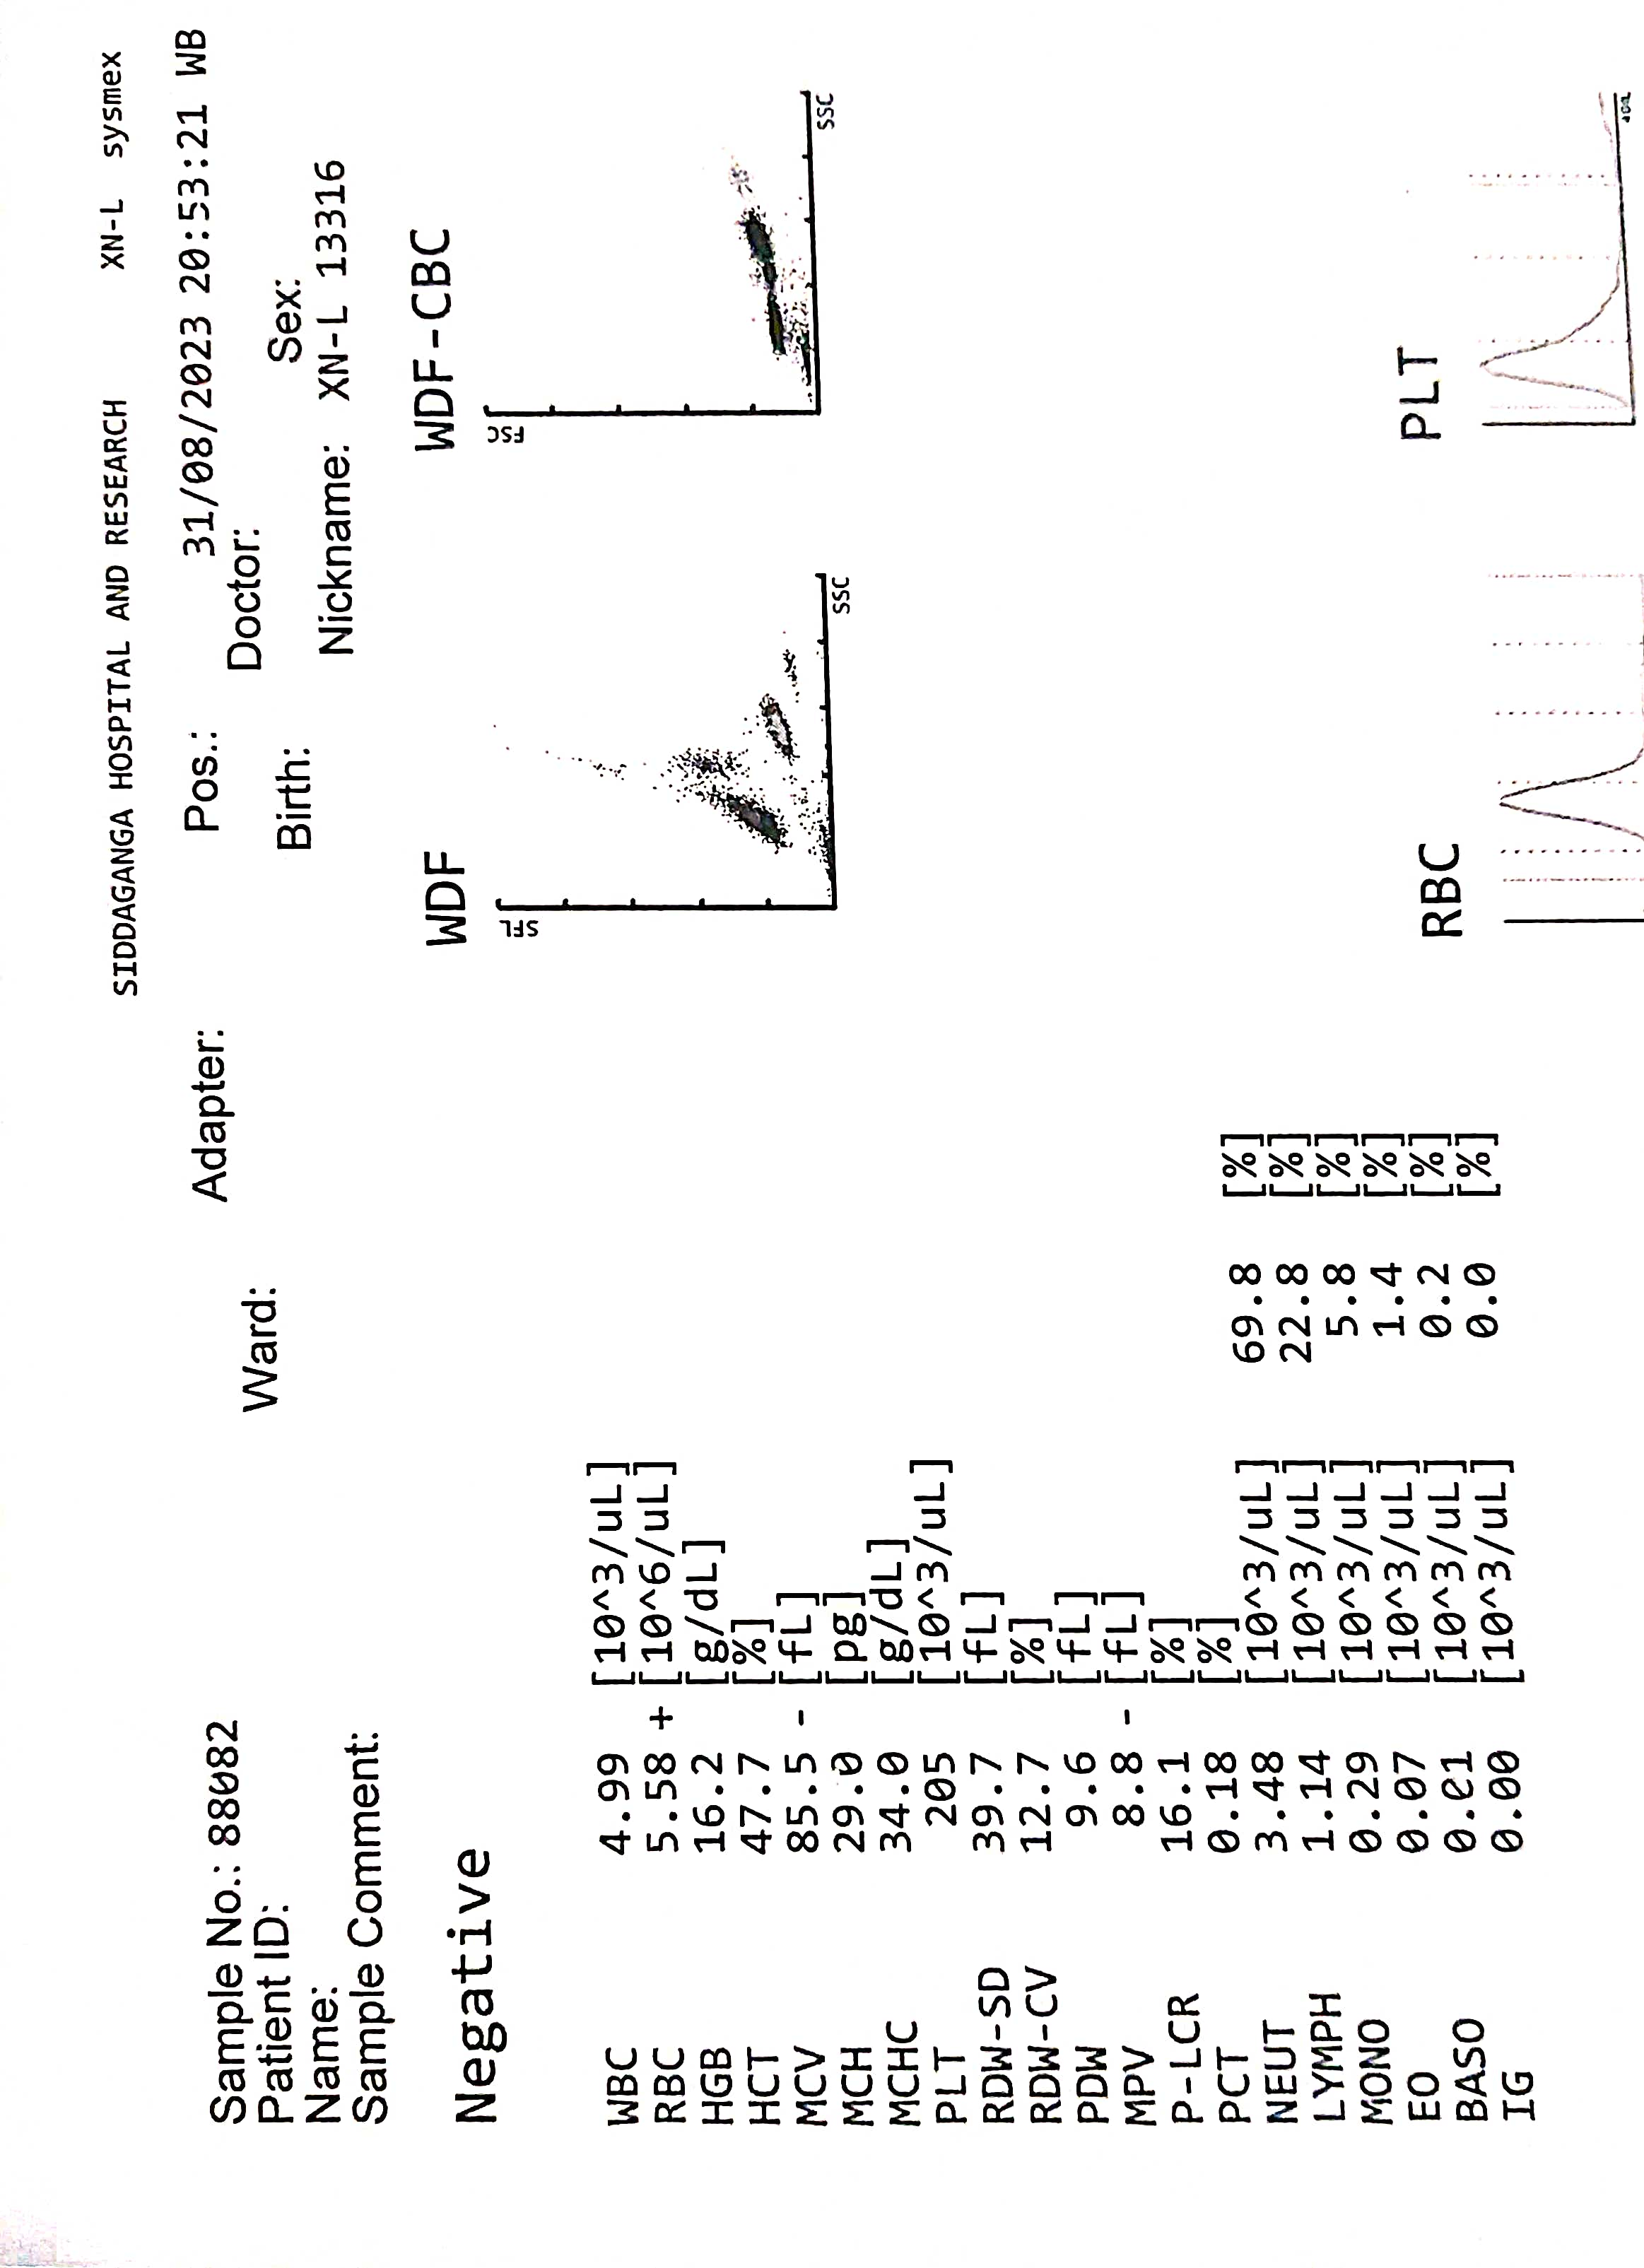 SIDDAGANGA HOSPITAL AND RESEARCH XN-L sysmex
Sample No.: 88082 Adapter: Pos.: 31/08/2023 20:53:21 WB
Patient ID: Ward: Doctor:
Name: Birth: Sex:
Sample Comment: Nickname: XN-L 13316
Negative WDF WDF-CBC
SFL FSC
SSC SSC
WBC 4.99 [10^3/uL]
RBC 5.58 + [10^6/uL]
HGB 16.2 [g/dL]
HCT 47.7 [%]
MCV 85.5 - [fL]
MCH 29.0 [pg]
MCHC 34.0 [g/dL]
PLT 205 [10^3/uL]
RDW-SD 39.7 [fL]
RDW-CV 12.7 [%]
PDW 9.6 [fL]
MPV 8.8 - [fL]
P-LCR 16.1 [%]
PCT 0.18 [%]
NEUT 3.48 [10^3/uL] 69.8 [%]
LYMPH 1.14 [10^3/uL] 22.8 [%]
MONO 0.29 [10^3/uL] 5.8 [%]
EO 0.07 [10^3/uL] 1.4 [%]
BASO 0.01 [10^3/uL] 0.2 [%]
IG 0.00 [10^3/uL] 0.0 [%]
RBC PLT